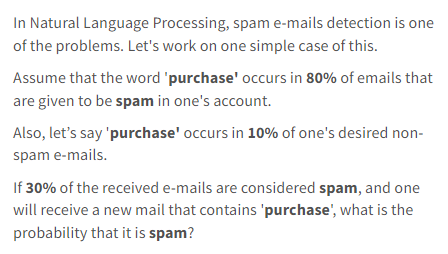 In Natural Language Processing, spam e-mails detection is one
of the problems. Let's work on one simple case of this.
Assume that the word 'purchase' occurs in 80% of emails that
are given to be spam in one's account.
Also, let’s say 'purchase' occurs in 10% of one's desired non-
spam e-mails.
If 30% of the received e-mails are considered spam, and one
will receive a new mail that contains 'purchase', what is the
probability that it is spam?